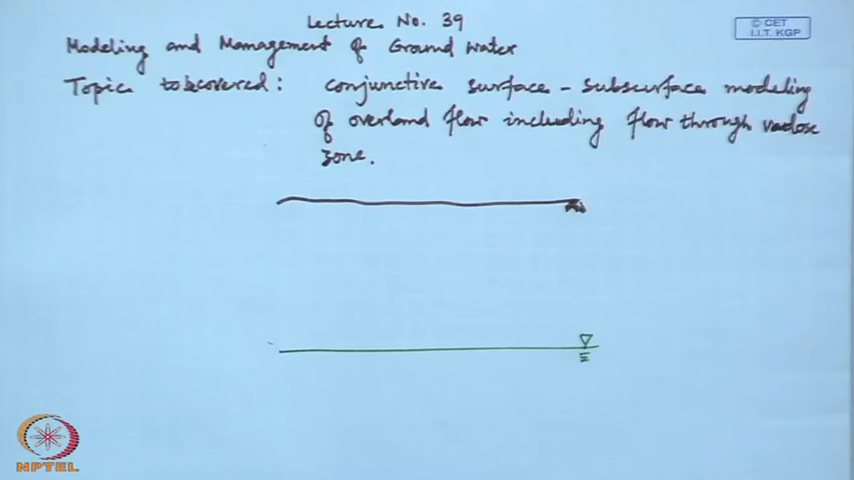 Lecture No. 39
© CET
I.I.T. KGP
Modeling and Management of Ground water
Topic to be covered : conjunctive surface - subsurface modeling
of overland flow including flow through vadose
zone.
NPTEL